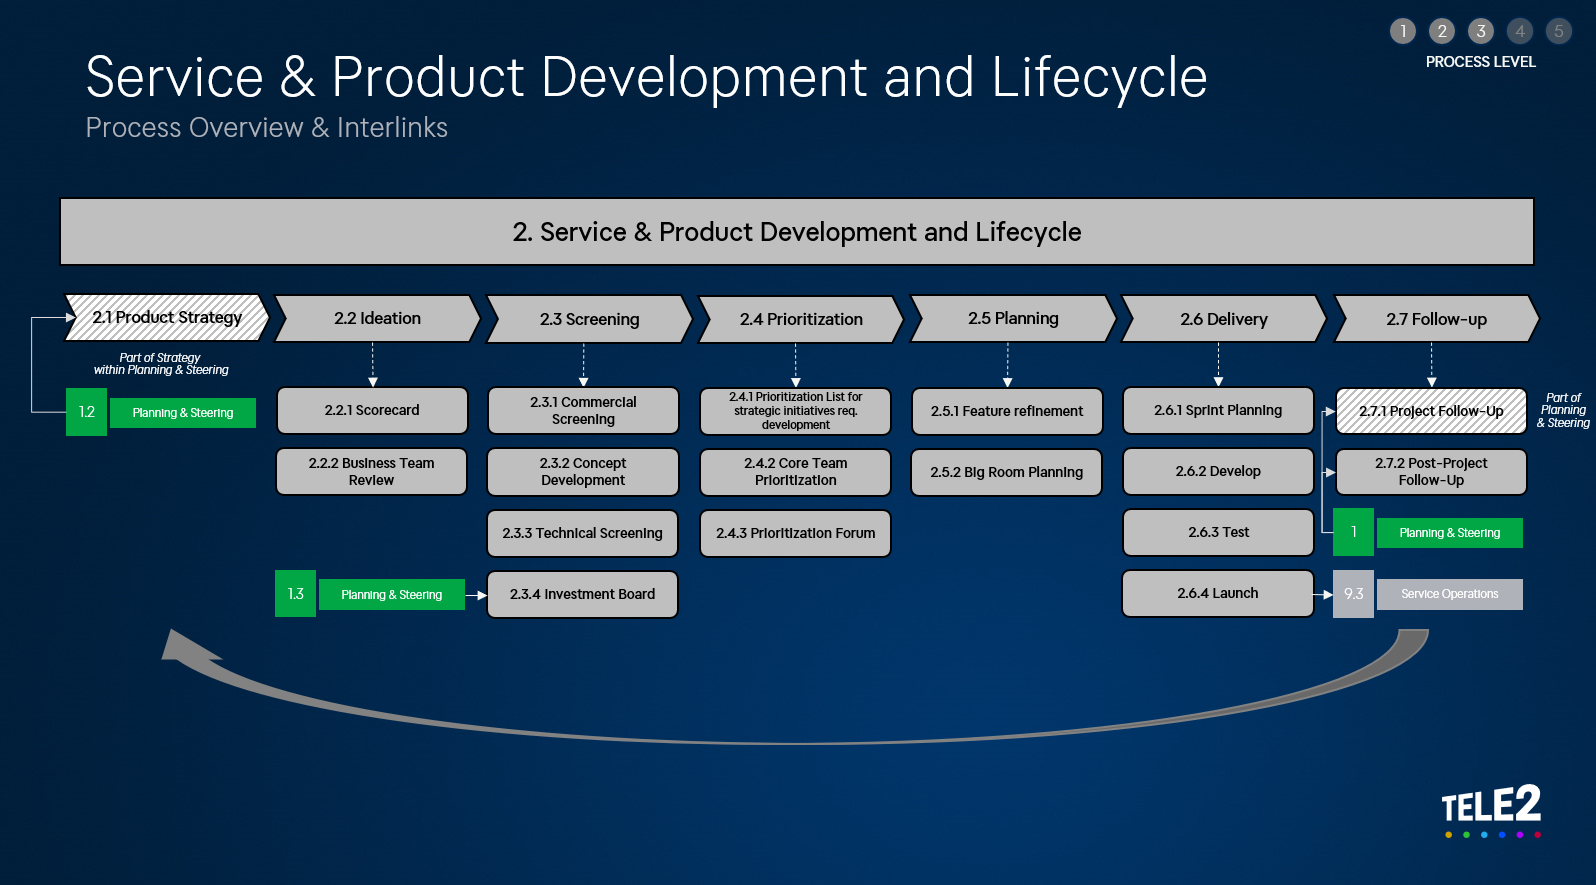 1 2 3 4 5
PROCESS LEVEL
Service & Product Development and Lifecycle
Process Overview & Interlinks
2. Service & Product Development and Lifecycle
2.1 Product Strategy
2.2 Ideation
2.3 Screening
2.4 Prioritization
2.5 Planning
2.6 Delivery
2.7 Follow-up
Part of Strategy
within Planning & Steering
1.2
Planning & Steering
2.2.1 Scorecard
2.2.2 Business Team
Review
1.3
Planning & Steering
2.3.1 Commercial
Screening
2.3.2 Concept
Development
2.3.3 Technical Screening
2.3.4 Investment Board
2.4.1 Prioritization List for
strategic initiatives req.
development
2.4.2 Core Team
Prioritization
2.4.3 Prioritization Forum
2.5.1 Feature refinement
2.5.2 Big Room Planning
2.6.1 Sprint Planning
2.6.2 Develop
2.6.3 Test
2.6.4 Launch
2.7.1 Project Follow-Up
Part of
Planning
& Steering
2.7.2 Post-Project
Follow-Up
1
Planning & Steering
9.3
Service Operations
TELE2